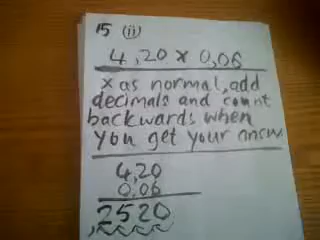 15 (ii)
4,20 x 0,06
x as normal, add
decimals and count
backwards when
you get your answ
4,20
0,06
,2520